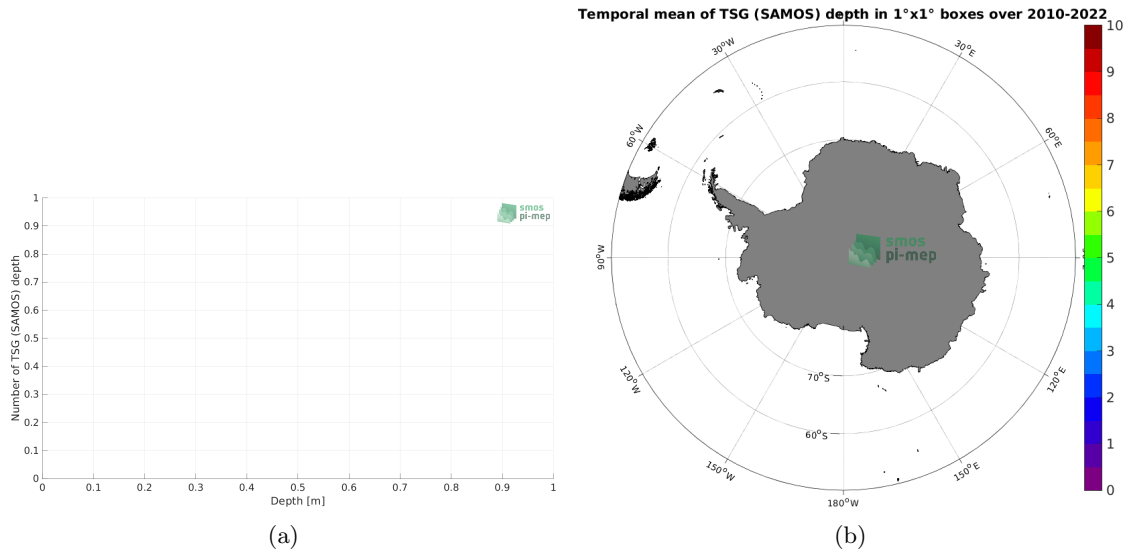 Temporal mean of TSG (SAMOS) depth in 1°x1° boxes over 2010-2022
Number of TSG (SAMOS) depth
1
0.9
0.8
0.7
0.6
0.5
0.4
0.3
0.2
0.1
0
0
0.1
0.2
0.3
0.4
0.5
0.6
0.7
0.8
0.9
1
Depth [m]
smos
pi-mep
(a)
30°W
30°E
60°W
60°E
90°W
120°W
120°E
150°W
150°E
180°W
70°S
60°S
smos
pi-mep
10
9
8
7
6
5
4
3
2
1
0
(b)